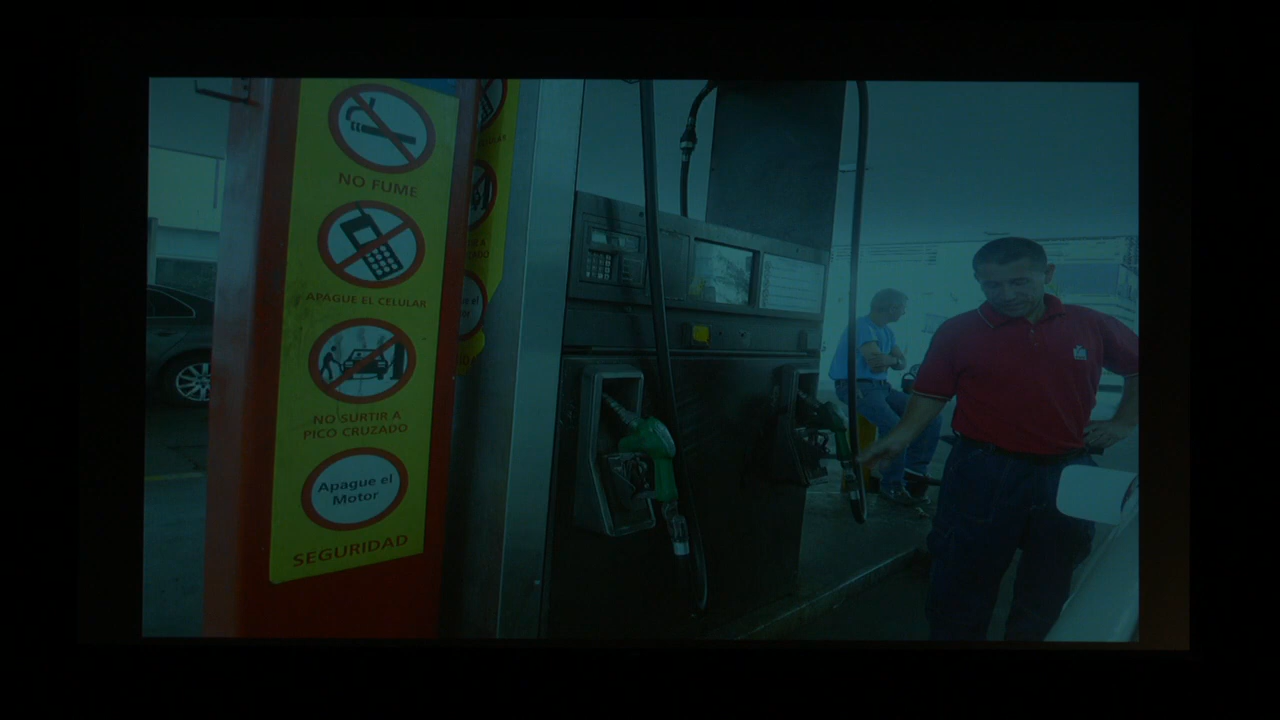 NO FUME
APAGUE EL CELULAR
NO SURTIR A
PICO CRUZADO
Apague el
Motor
SEGURIDAD